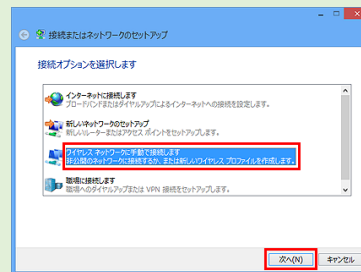 接続またはネットワークのセットアップ
接続オプションを選択します
インターネットに接続します
ブロードバンドまたはダイヤルアップによるインターネットへの接続を設定します。
新しいネットワークのセットアップ
新しいルーターまたはアクセス ポイントをセットアップします。
ワイヤレス ネットワークに手動で接続します
非公開のネットワークに接続するか、または新しいワイヤレス プロファイルを作成します。
職場に接続します
職場へのダイヤルアップまたは VPN 接続をセットアップします。
次へ(N)
キャンセル